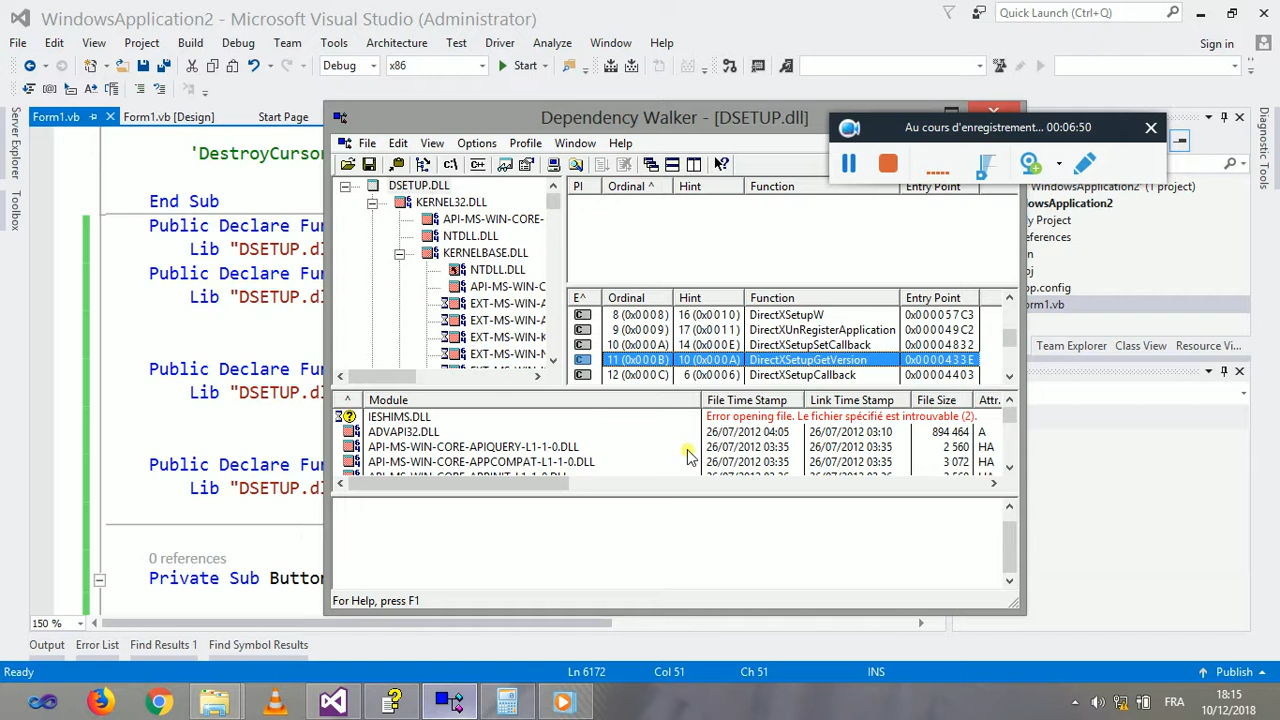 WindowsApplication2 - Microsoft Visual Studio (Administrator)
Quick Launch (Ctrl+Q)
File Edit View Project Build Debug Team Tools Architecture Test Driver Analyze Window Help
Sign in
Debug x86 Start
Form1.vb Form1.vb [Design] Start Page
Server Explorer
Toolbox
Diagnostic Tools
'DestroyCurso
End Sub
Public Declare Fu
Lib "DSETUP.d
Public Declare Fu
Lib "DSETUP.d
Public Declare Fu
Lib "DSETUP.d
Public Declare Fu
Lib "DSETUP.d
0 references
Private Sub Button
150 %
Dependency Walker - [DSETUP.dll]
File Edit View Options Profile Window Help
DSETUP.DLL
KERNEL32.DLL
API-MS-WIN-CORE-
NTDLL.DLL
KERNELBASE.DLL
NTDLL.DLL
API-MS-WIN-C
EXT-MS-WIN-A
EXT-MS-WIN-
EXT-MS-WIN-K
EXT-MS-WIN-
PI Ordinal ^ Hint Function Entry Point
E^ Ordinal Hint Function Entry Point
8 (0x0008) 16 (0x0010) DirectXSetupW 0x000057C3
9 (0x0009) 17 (0x0011) DirectXUnRegisterApplication 0x000049C2
10 (0x000A) 14 (0x000E) DirectXSetupSetCallback 0x0000452E
11 (0x000B) 10 (0x000A) DirectXSetupGetVersion 0x0000433E
12 (0x000C) 6 (0x0006) DirectXSetupCallback 0x00004403
^ Module File Time Stamp Link Time Stamp File Size Attr.
IESHIMS.DLL Error opening file. Le fichier spécifié est introuvable (2).
ADVAPI32.DLL 26/07/2012 04:05 26/07/2012 03:10 894 464 A
API-MS-WIN-CORE-APIQUERY-L1-1-0.DLL 26/07/2012 03:35 26/07/2012 03:35 2 560 HA
API-MS-WIN-CORE-APPCOMPAT-L1-1-0.DLL 26/07/2012 03:35 26/07/2012 03:35 3 072 HA
For Help, press F1
Au cours d'enregistrement... 00:06:50
WindowsApplication2' (1 project)
dowsApplication2
y Project
eferences
in
bj
pp.config
orm1.vb
Team Explorer Class View Resource Vi...
Output Error List Find Results 1 Find Symbol Results
Ready Ln 6172 Col 51 Ch 51 INS Publish
FRA
18:15
10/12/2018